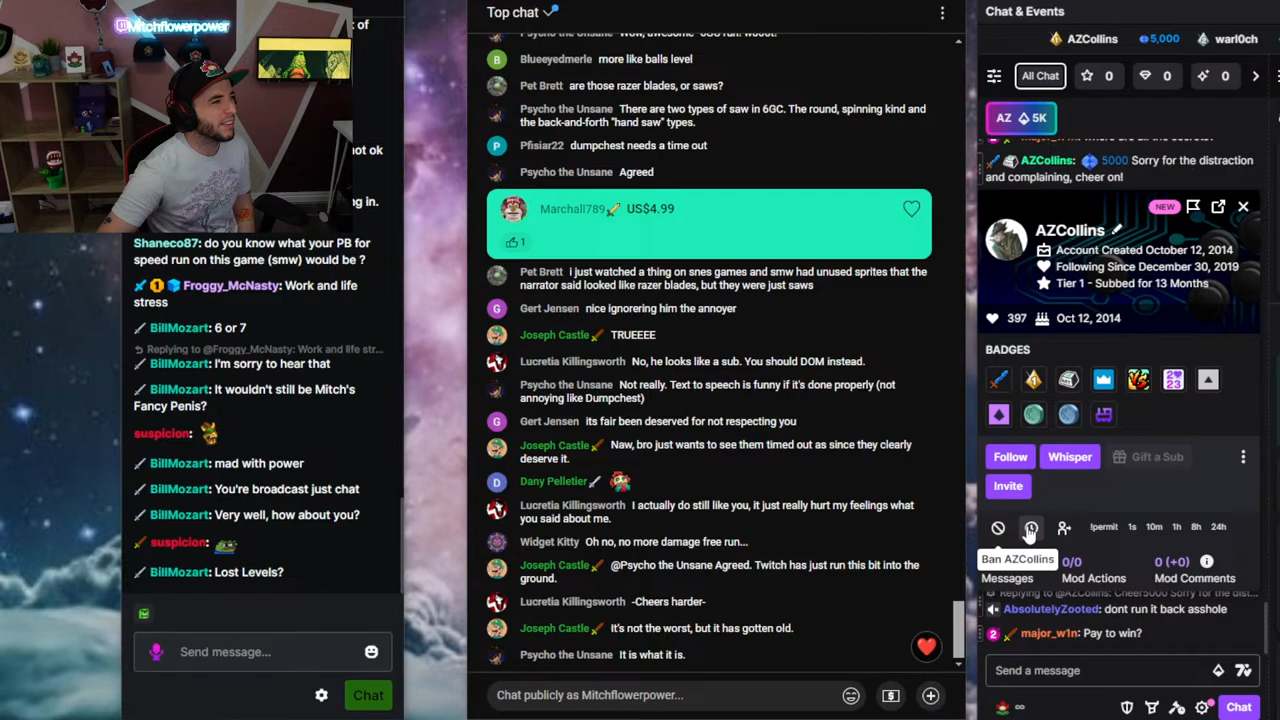 Mitchflowerpower
of
not ok
ing in.
Shaneco87: do you know what your PB for
speed run on this game (smw) would be ?
Froggy_McNasty: Work and life
stress
BillMozart: 6 or 7
Replying to @Froggy_McNasty: Work and life str...
BillMozart: I'm sorry to hear that
BillMozart: It wouldn't still be Mitch's
Fancy Penis?
suspicion:
BillMozart: mad with power
BillMozart: You're broadcast just chat
BillMozart: Very well, how about you?
suspicion:
BillMozart: Lost Levels?
Send message...
Chat
Top chat
Psycho the Unsane
Blueeyedmerle more like balls level
Pet Brett are those razer blades, or saws?
Psycho the Unsane There are two types of saw in 6GC. The round, spinning kind and
the back-and-forth "hand saw" types.
P
Pfisiar22 dumpchest needs a time out
Psycho the Unsane Agreed
Marchall789 US$4.99
1
Pet Brett i just watched a thing on snes games and smw had unused sprites that the
narrator said looked like razer blades, but they were just saws
G
Gert Jensen nice ignorering him the annoyer
Joseph Castle TRUEEEE
Lucretia Killingsworth No, he looks like a sub. You should DOM instead.
Psycho the Unsane Not really. Text to speech is funny if it's done properly (not
annoying like Dumpchest)
G
Gert Jensen its fair been deserved for not respecting you
Joseph Castle Naw, bro just wants to see them timed out as since they clearly
deserve it.
D
Dany Pelletier
Lucretia Killingsworth I actually do still like you, it just really hurt my feelings what
you said about me.
Widget Kitty Oh no, no more damage free run...
Joseph Castle @Psycho the Unsane Agreed. Twitch has just run this bit into the
ground.
Lucretia Killingsworth -Cheers harder-
Joseph Castle It's not the worst, but it has gotten old.
Psycho the Unsane It is what it is.
Chat publicly as Mitchflowerpower...
Chat & Events
AZCollins 5,000 warl0ch
All Chat 0 0 0
AZ 5K
AZCollins: 5000 Sorry for the distraction
and complaining, cheer on!
NEW
AZCollins
Account Created October 12, 2014
Following Since December 30, 2019
Tier 1 - Subbed for 13 Months
397 Oct 12, 2014
BADGES
23
Follow Whisper Gift a Sub
Invite
!permit 1s 10m 1h 8h 24h
Ban AZCollins
0/0
0 (+0)
Messages Mod Actions Mod Comments
Replying to @AZCollins: Cheer5000 Sorry for the dist...
AbsolutelyZooted: dont run it back asshole
2 major_w1n: Pay to win?
Send a message
Chat